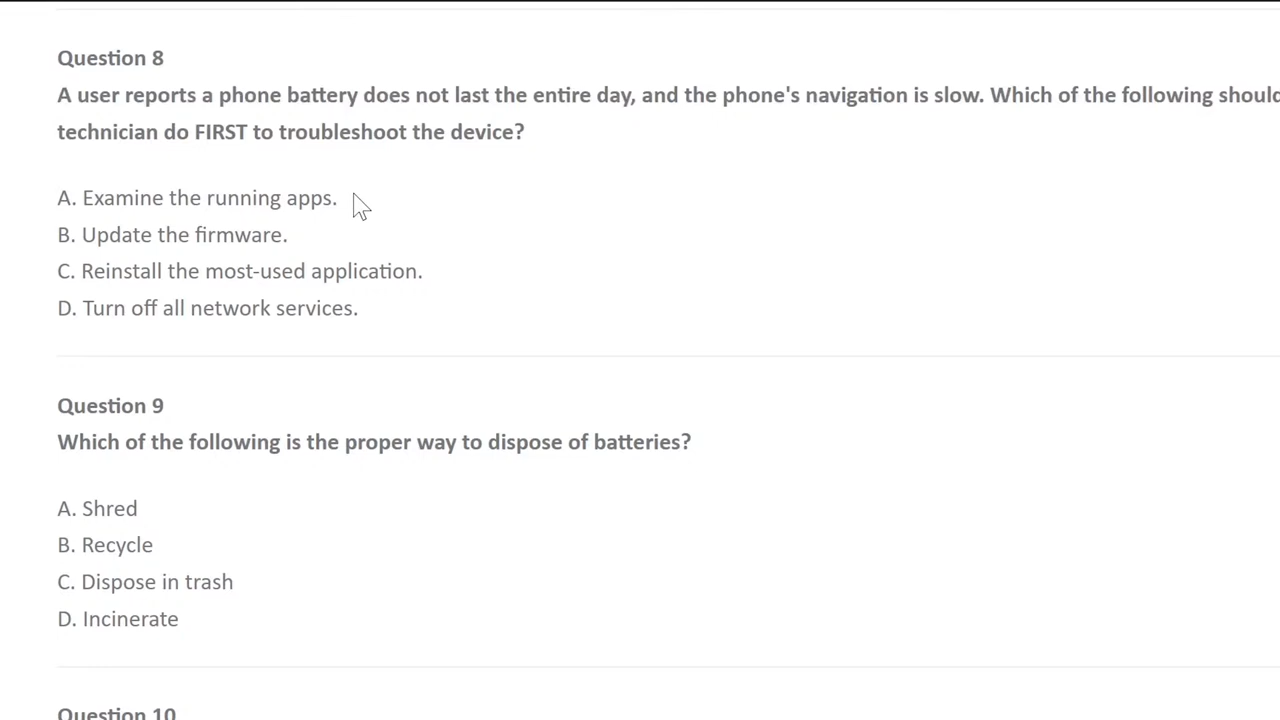 Question 8
A user reports a phone battery does not last the entire day, and the phone's navigation is slow. Which of the following should
technician do FIRST to troubleshoot the device?
A. Examine the running apps.
B. Update the firmware.
C. Reinstall the most-used application.
D. Turn off all network services.
Question 9
Which of the following is the proper way to dispose of batteries?
A. Shred
B. Recycle
C. Dispose in trash
D. Incinerate
Question 10